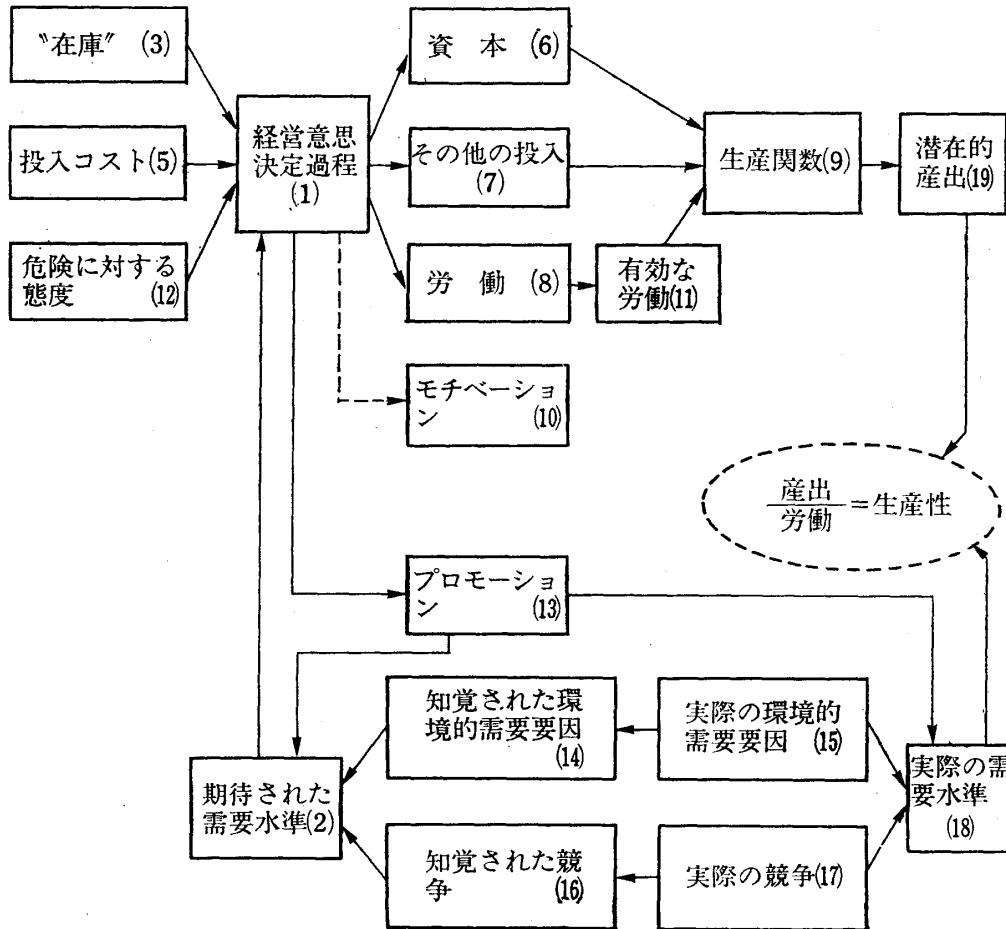 〝在庫〞 (3)
資 本 (6)
経営意思
決定過程
(1)
投入コスト(5)
その他の投入
(7)
生産関数(9)
潜在的
産出(19)
危険に対する
態度 (12)
労 働 (8)
有効な
労働(11)
モチベーショ
ン (10)
産出
労働
=生産性
プロモーショ
ン (13)
知覚された環
境的需要要因
(14)
実際の環境的
需要要因 (15)
期待された
需要水準(2)
実際の需
要水準
(18)
知覚された競
争 (16)
実際の競争(17)